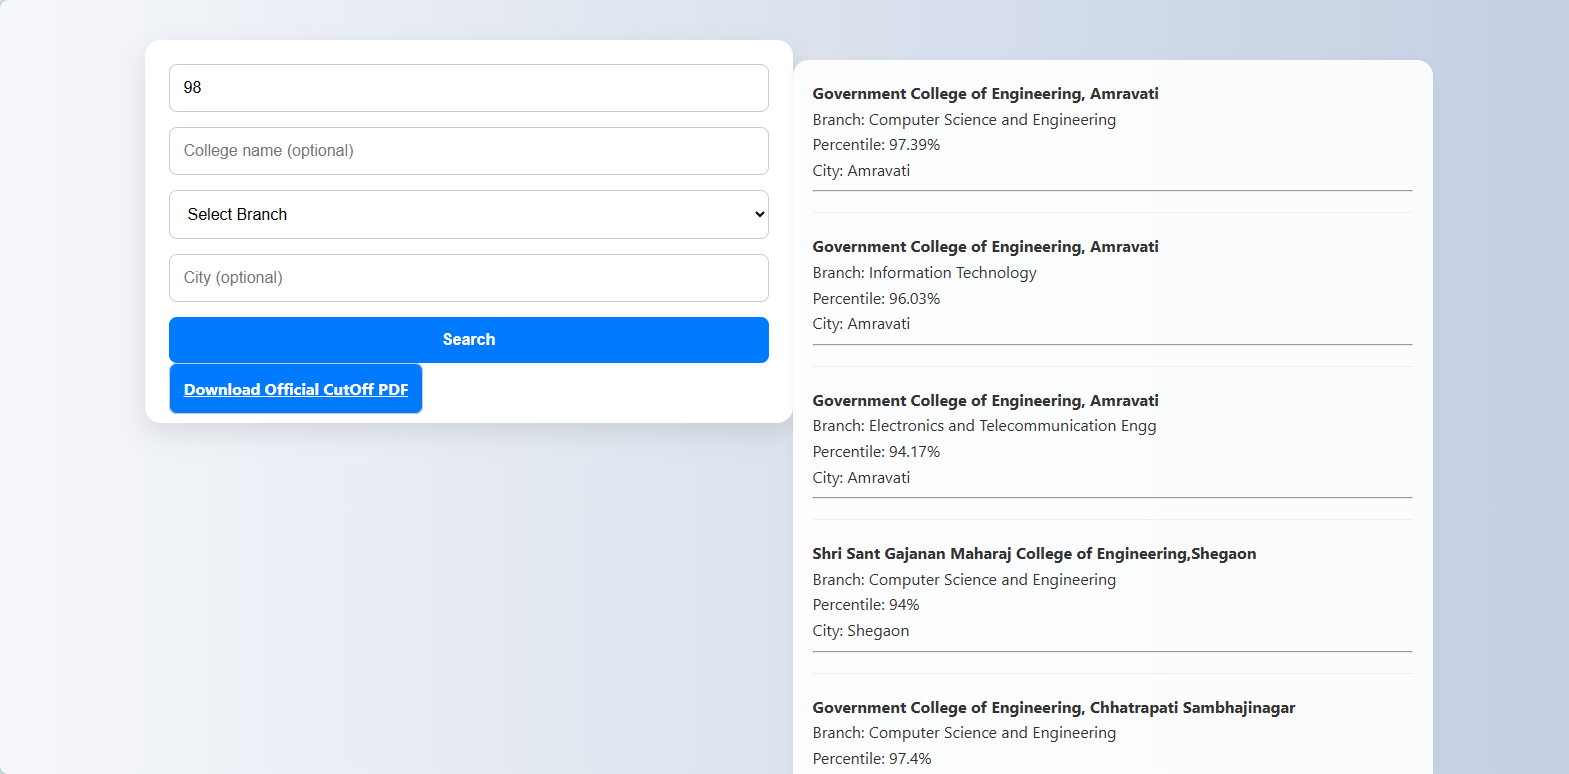 98
College name (optional)
Select Branch
City (optional)
Search
Download Official CutOff PDF
Government College of Engineering, Amravati
Branch: Computer Science and Engineering
Percentile: 97.39%
City: Amravati
Government College of Engineering, Amravati
Branch: Information Technology
Percentile: 96.03%
City: Amravati
Government College of Engineering, Amravati
Branch: Electronics and Telecommunication Engg
Percentile: 94.17%
City: Amravati
Shri Sant Gajanan Maharaj College of Engineering,Shegaon
Branch: Computer Science and Engineering
Percentile: 94%
City: Shegaon
Government College of Engineering, Chhatrapati Sambhajinagar
Branch: Computer Science and Engineering
Percentile: 97.4%